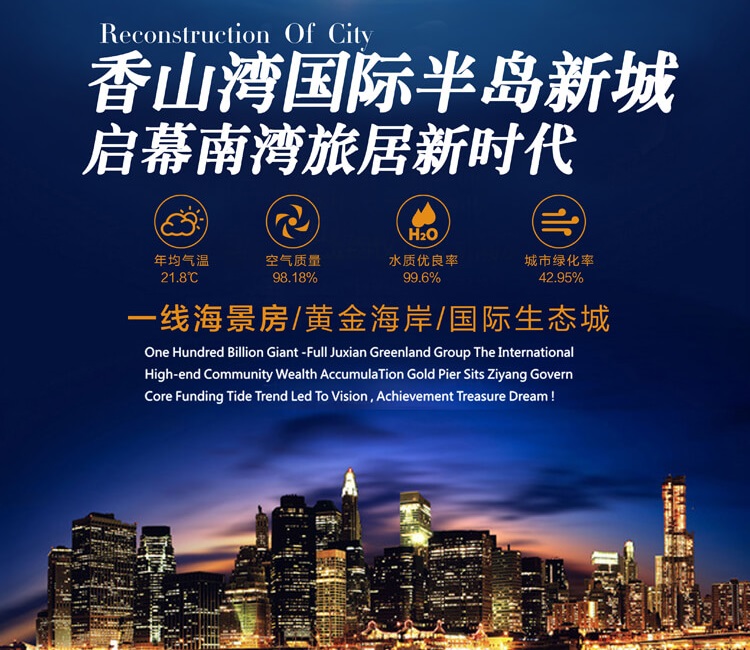 Reconstruction Of City
香山湾国际半岛新城
启幕南湾旅居新时代
H2O
年均气温 空气质量 水质优良率 城市绿化率
21.8℃ 98.18% 99.6% 42.95%
一线海景房/黄金海岸/国际生态城
One Hundred Billion Giant -Full Juxian Greenland Group The International
High-end Community Wealth AccumulaTion Gold Pier Sits Ziyang Govern
Core Funding Tide Trend Led To Vision , Achievement Treasure Dream !